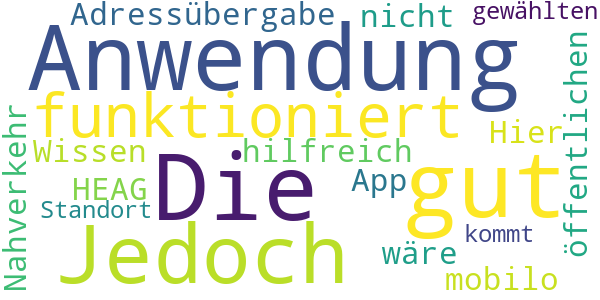 Adressübergabe nicht gewählten
Anwendung
funktioniert
Hier
Wissen hilfreich
HEAG Die App gut
Standort
Jedoch
wäre kommt
mobilo
Nahverkehr
öffentlichen